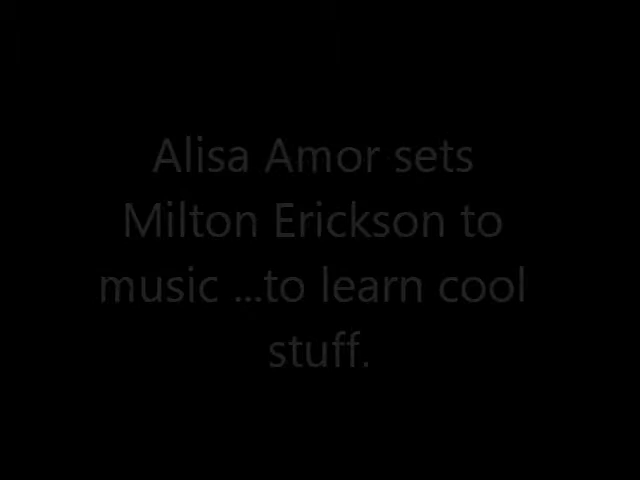 Alisa Amor sets
Milton Erickson to
music ...to learn cool
stuff.